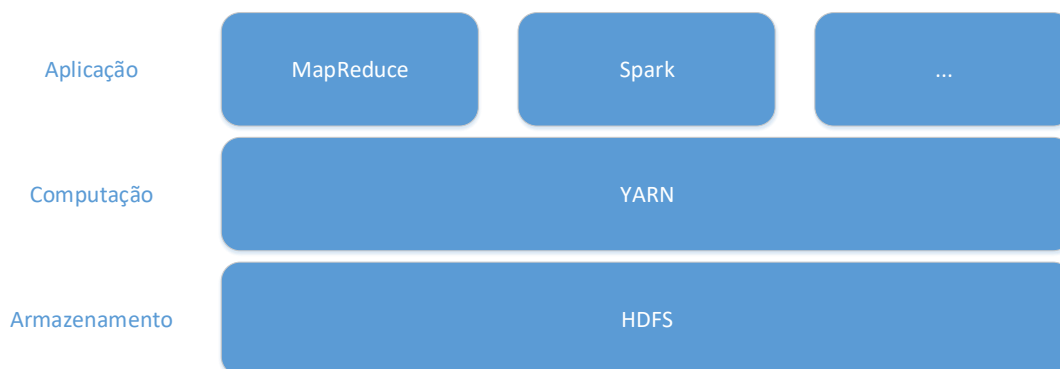 Aplicação
MapReduce
Spark
...
Computação
YARN
Armazenamento
HDFS